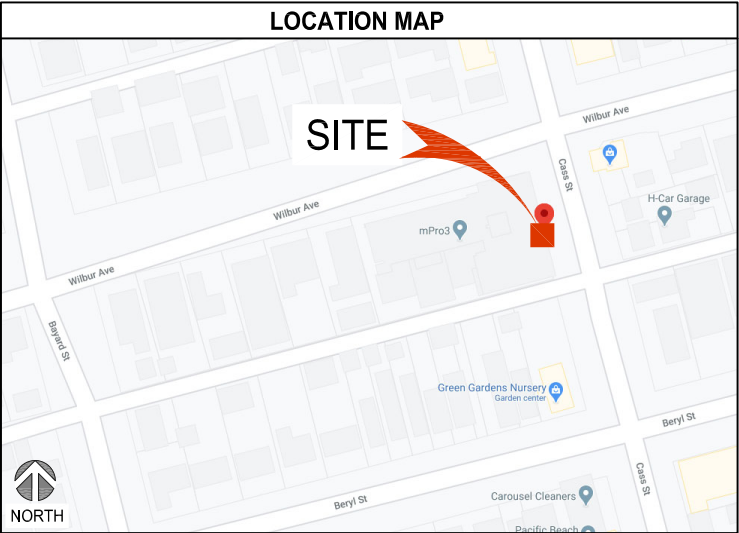 LOCATION MAP
Wilbur Ave
SITE
Cass St
H-Car Garage
Wilbur Ave
mPro3
Wilbur Ave
Bayard St
Green Gardens Nursery
Garden center
Beryl St
Cass St
Beryl St
Carousel Cleaners
NORTH
Pacific Beach